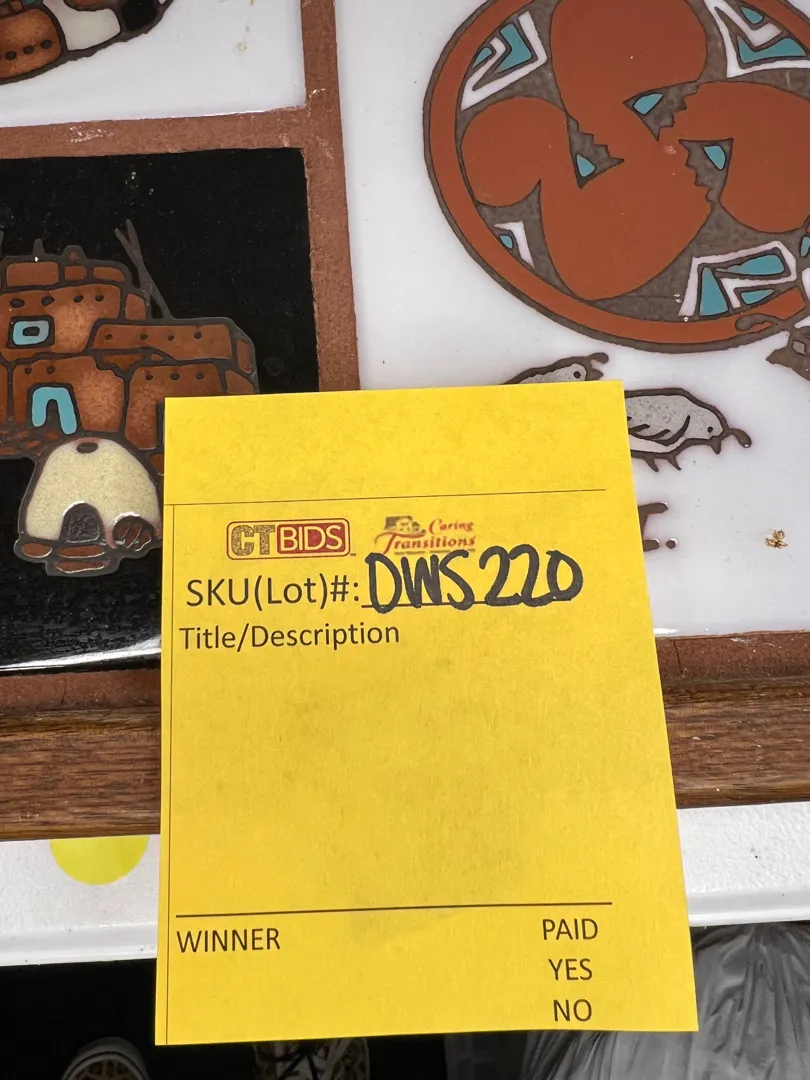 CTBIDS
Caring
Transitions
SKU(Lot)#: DWS220
Title/Description
WINNER
PAID
YES
NO